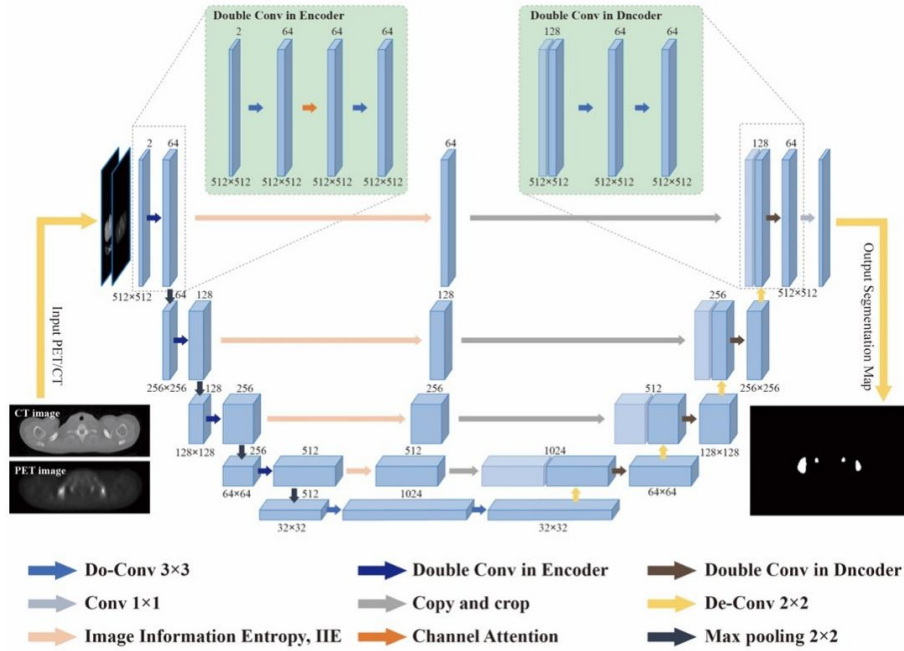 Double Conv in Encoder
2 64 64 64
512×512 512×512 512×512 512×512
Double Conv in Dncoder
128 64 64
512×512 512×512 512×512
2 64
512×512
64
128 64
512×512
64 128
256×256
128
256
256×256
128 256
128×128
256
512
128×128
256 512
64×64
512
1024
64×64
512 1024
32×32 32×32
Input PET/CT
CT image
PET image
Output Segmentation Map
Do-Conv 3×3
Double Conv in Encoder
Double Conv in Dncoder
Conv 1×1
Copy and crop
De-Conv 2×2
Image Information Entropy, IIE
Channel Attention
Max pooling 2×2